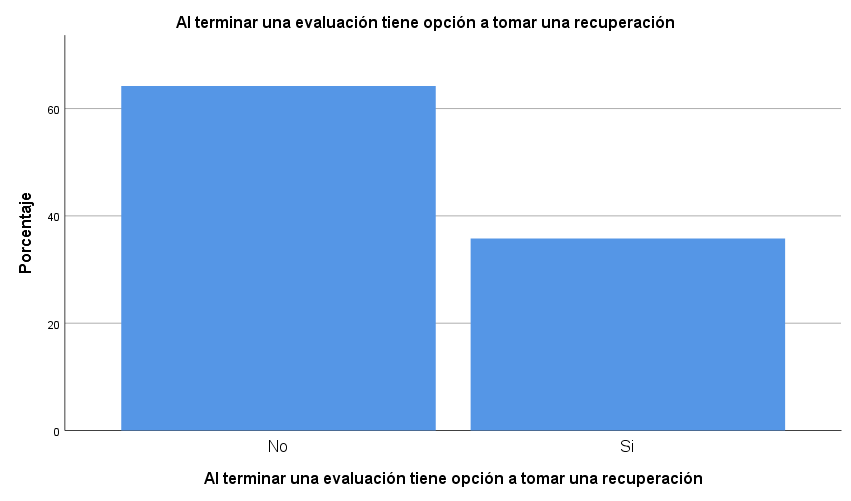 Al terminar una evaluación tiene opción a tomar una recuperación
60
40
20
0
Porcentaje
No
Si
Al terminar una evaluación tiene opción a tomar una recuperación